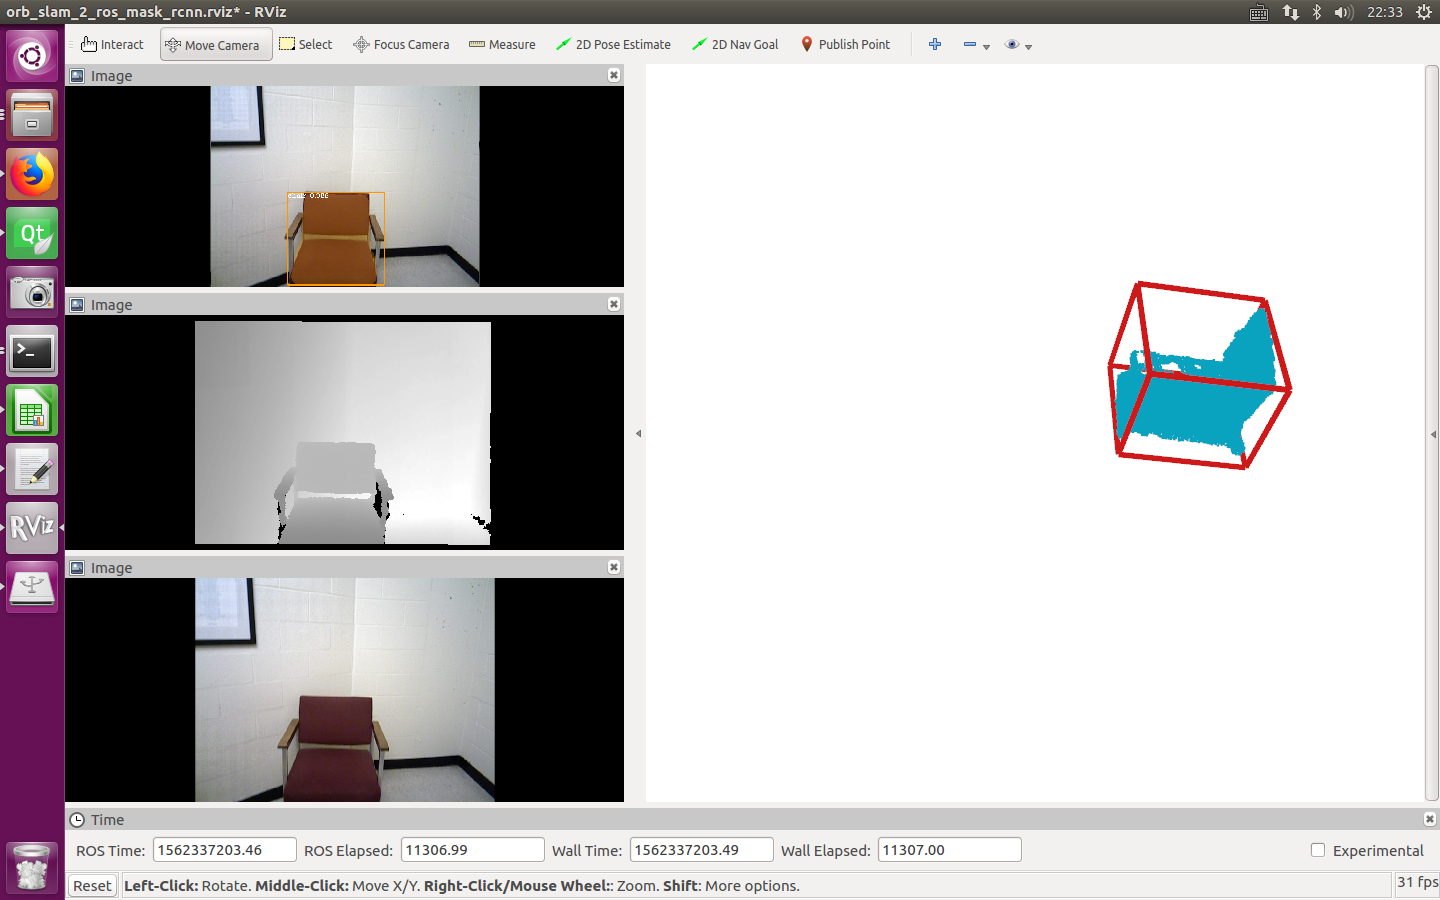 orb_slam_2_ros_mask_rcnn.rviz* - RViz
22:33
Interact
Move Camera
Select
Focus Camera
Measure
2D Pose Estimate
2D Nav Goal
Publish Point
Image
Image
Image
Qt
RViz
Time
ROS Time: 1562337203.46
ROS Elapsed: 11306.99
Wall Time: 1562337203.49
Wall Elapsed: 11307.00
Experimental
Reset
Left-Click: Rotate. Middle-Click: Move X/Y. Right-Click/Mouse Wheel:: Zoom. Shift: More options.
31 fps